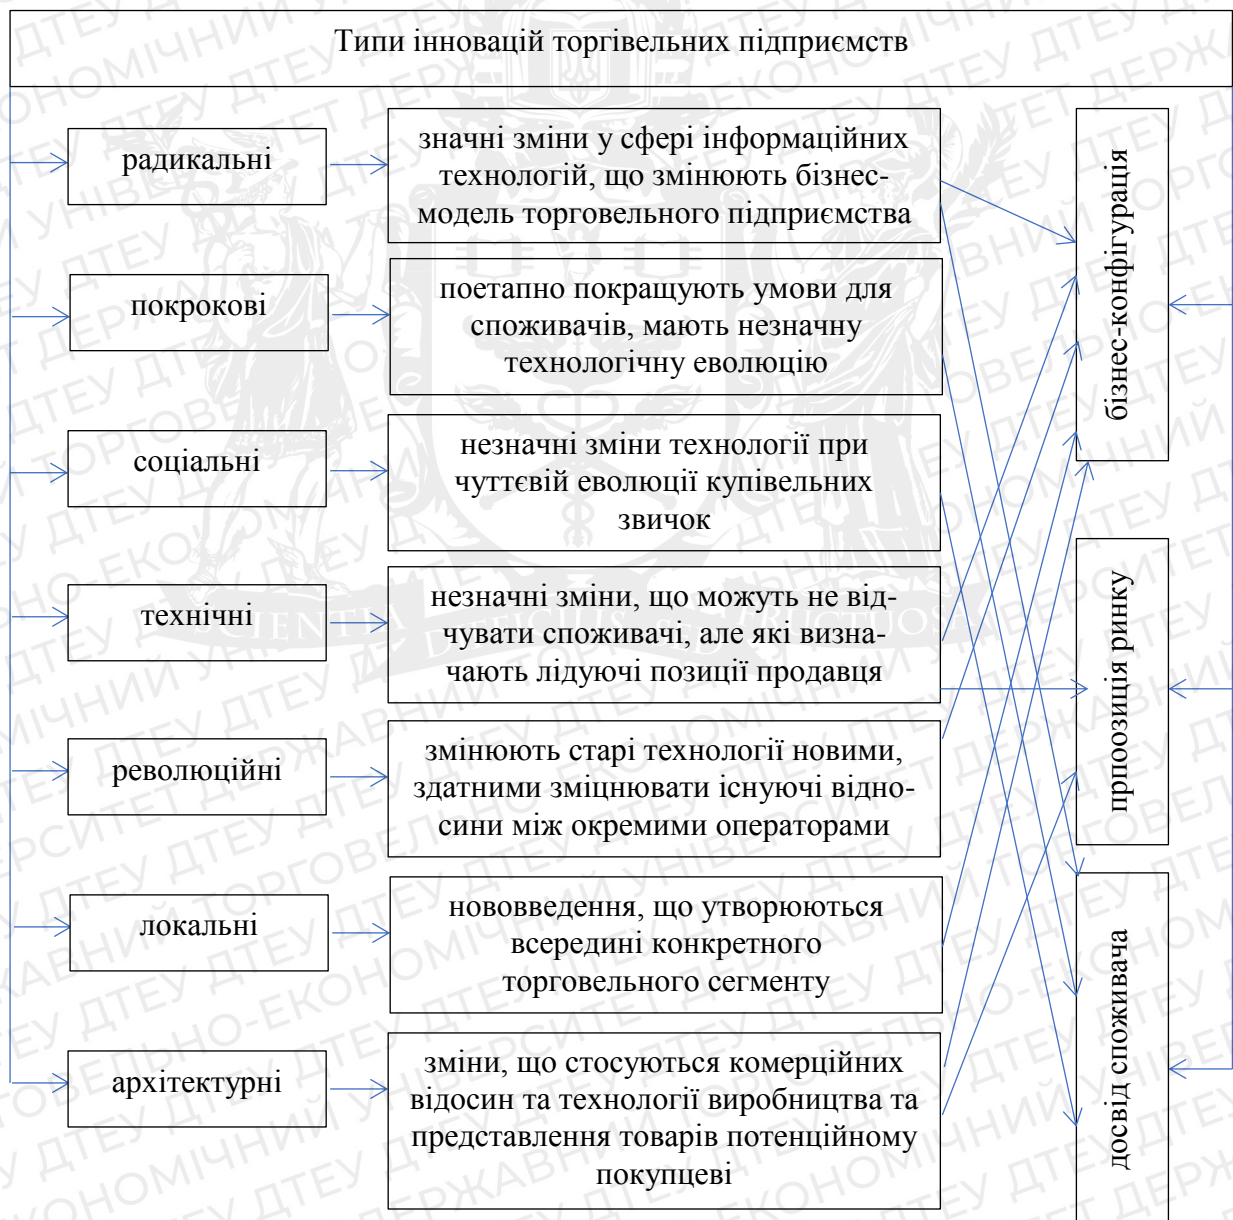 Типи інновацій торгівельних підприємств
радикальні
значні зміни у сфері інформаційних
технологій, що змінюють бізнес-
модель торговельного підприємства
покрокові
поетапно покращують умови для
споживачів, мають незначну
технологічну еволюцію
соціальні
незначні зміни технології при
чуттєвій еволюції купівельних
звичок
технічні
незначні зміни, що можуть не від-
чувати споживачі, але які визна-
чають лідуючі позиції продавця
революційні
змінюють старі технології новими,
здатними зміцнювати існуючі відно-
сини між окремими операторами
локальні
нововведення, що утворюються
всередині конкретного
торговельного сегменту
архітектурні
зміни, що стосуються комерційних
відосин та технології виробництва та
представлення товарів потенційному
покупцеві
бізнес-конфігурація
прпоозиція ринку
досвід споживача